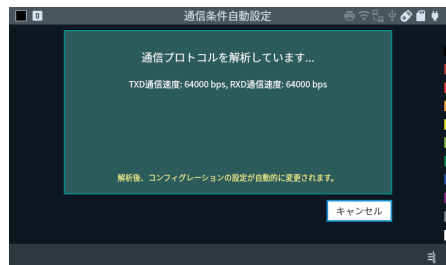 0
通信条件自動設定
通信プロトコルを解析しています...
TXD通信速度: 64000 bps, RXD通信速度: 64000 bps
解析後、コンフィグレーションの設定が自動的に変更されます。
キャンセル